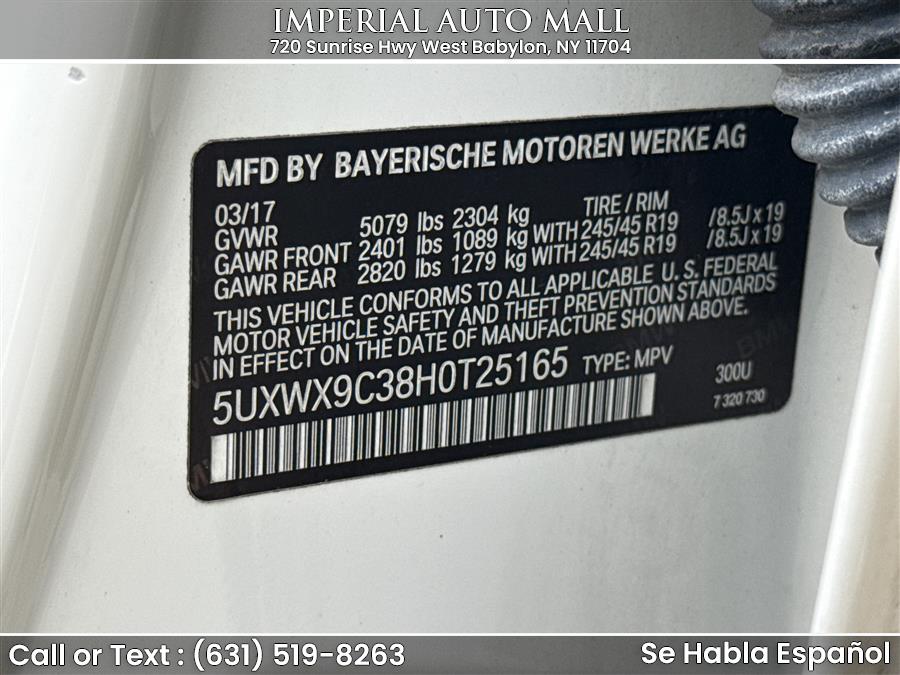 IMPERIAL AUTO MALL
720 Sunrise Hwy West Babylon, NY 11704
MFD BY BAYERISCHE MOTOREN WERKE AG
03/17 TIRE / RIM
GVWR 5079 lbs 2304 kg
GAWR FRONT 2401 lbs 1089 kg WITH 245/45 R19 /8.5J x 19
GAWR REAR 2820 lbs 1279 kg WITH 245/45 R19 /8.5J x 19
THIS VEHICLE CONFORMS TO ALL APPLICABLE U. S. FEDERAL
MOTOR VEHICLE SAFETY AND THEFT PREVENTION STANDARDS
IN EFFECT ON THE DATE OF MANUFACTURE SHOWN ABOVE.
5UXWX9C38H0T25165 TYPE: MPV 300U
7 320 730
Call or Text : (631) 519-8263
Se Habla Español